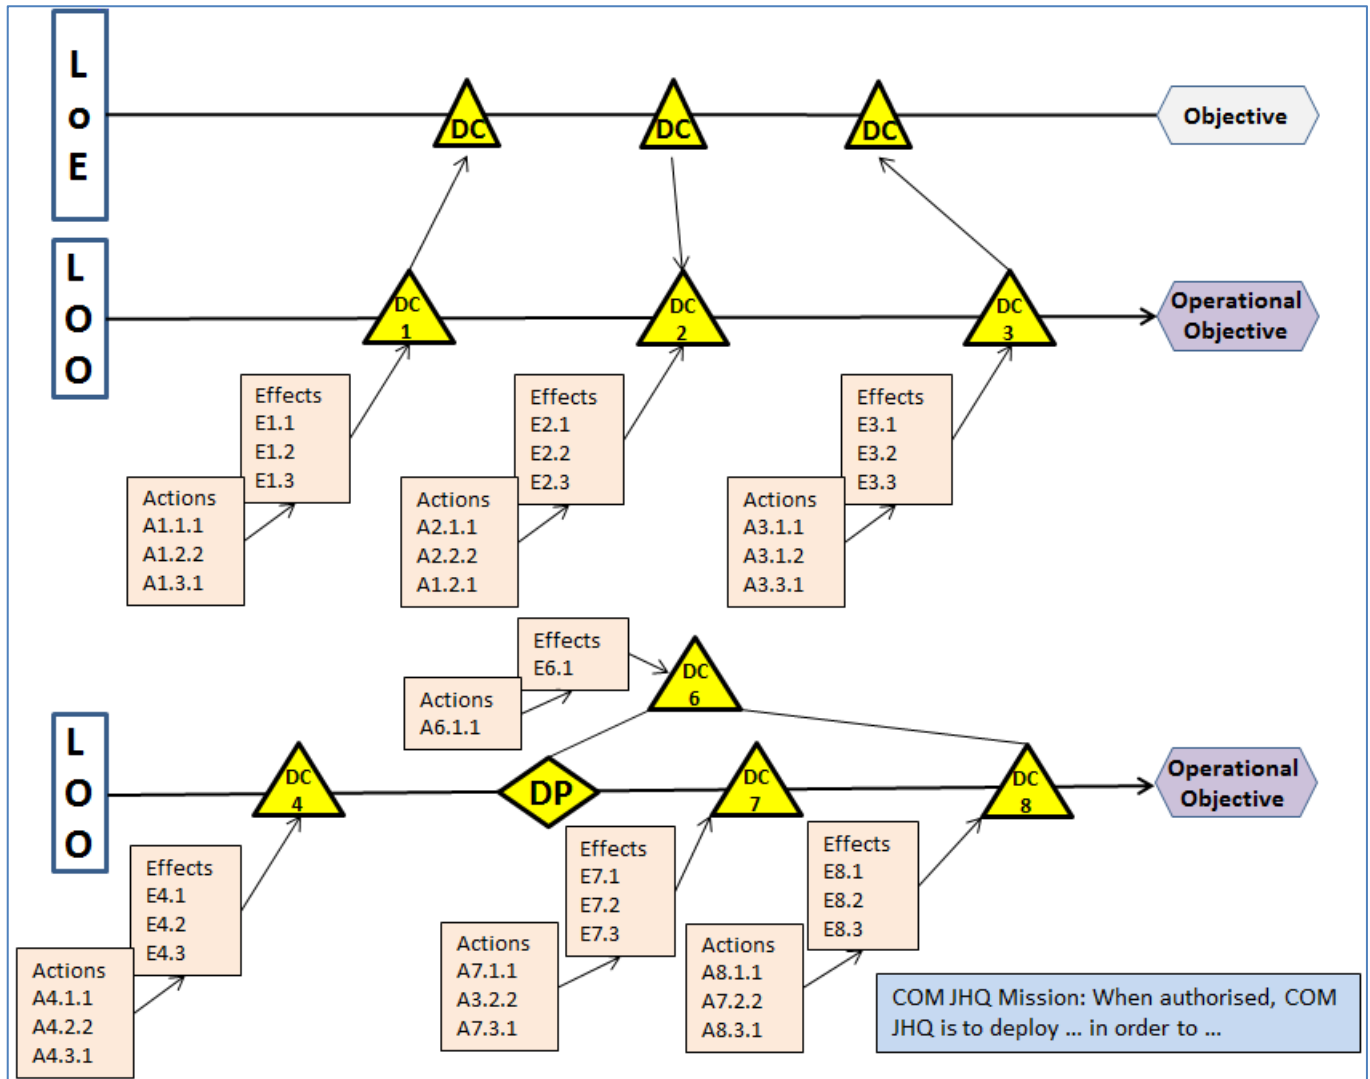 L
o
E
DC
DC
DC
Objective
L
O
O
DC
1
DC
2
DC
3
Operational
Objective
Effects
E1.1
E1.2
E1.3
Actions
A1.1.1
A1.2.2
A1.3.1
Effects
E2.1
E2.2
E2.3
Actions
A2.1.1
A2.2.2
A1.2.1
Effects
E3.1
E3.2
E3.3
Actions
A3.1.1
A3.1.2
A3.3.1
Effects
E6.1
Actions
A6.1.1
DC
6
L
O
O
DC
4
DP
DC
7
DC
8
Operational
Objective
Effects
E4.1
E4.2
E4.3
Actions
A4.1.1
A4.2.2
A4.3.1
Effects
E7.1
E7.2
E7.3
Actions
A7.1.1
A3.2.2
A7.3.1
Effects
E8.1
E8.2
E8.3
Actions
A8.1.1
A7.2.2
A8.3.1
COM JHQ Mission: When authorised, COM
JHQ is to deploy ... in order to ...